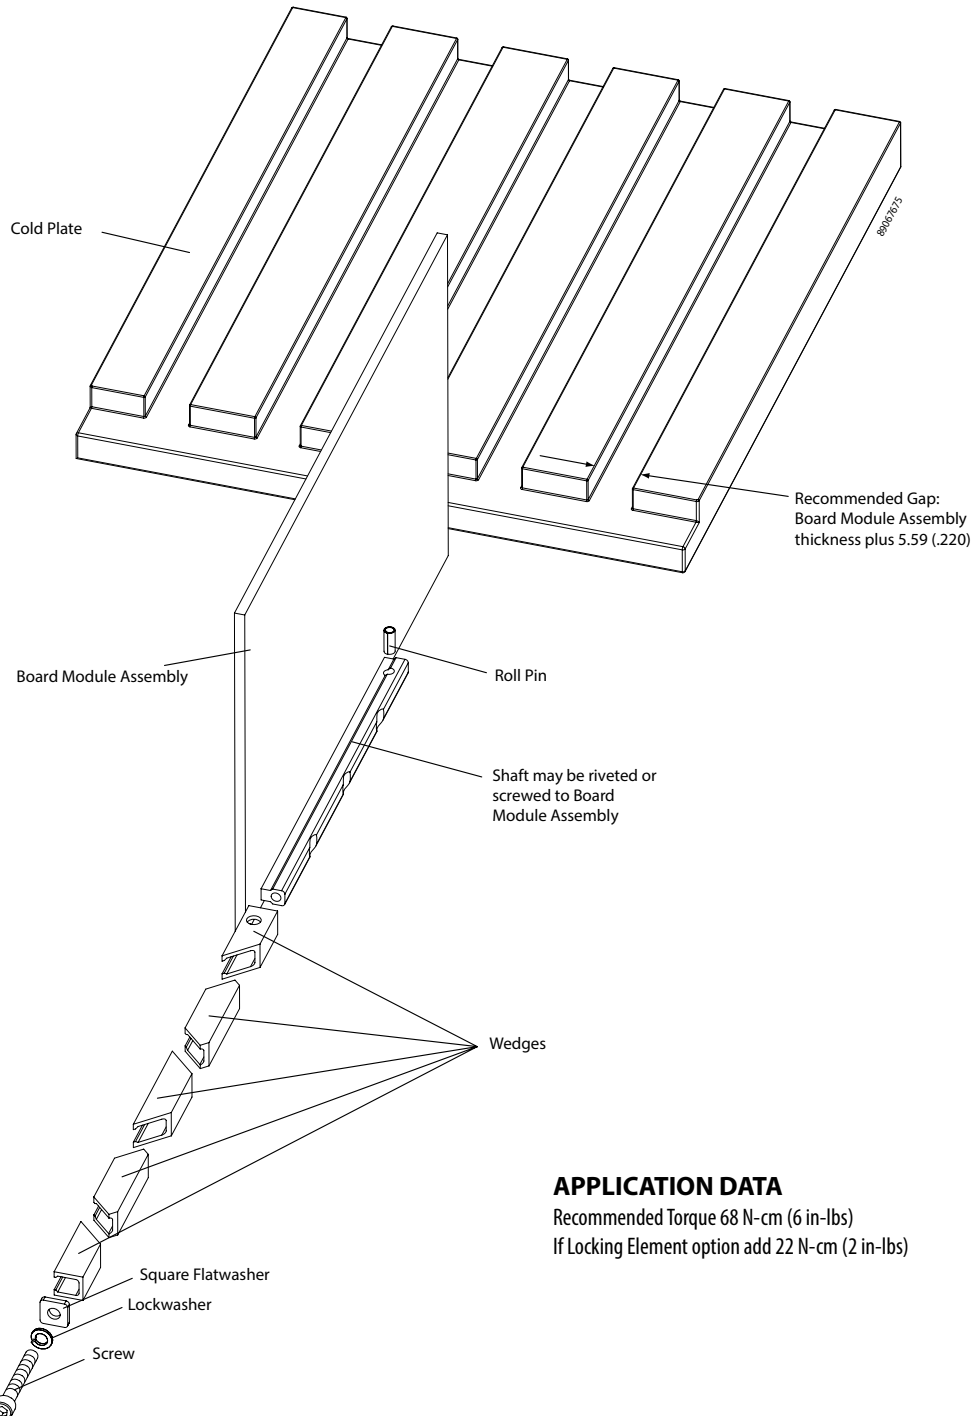 89067675
Cold Plate
Recommended Gap:
Board Module Assembly
thickness plus 5.59 (.220)
Board Module Assembly
Roll Pin
Shaft may be riveted or
screwed to Board
Module Assembly
Wedges
APPLICATION DATA
Recommended Torque 68 N-cm (6 in-lbs)
If Locking Element option add 22 N-cm (2 in-lbs)
Square Flatwasher
Lockwasher
Screw